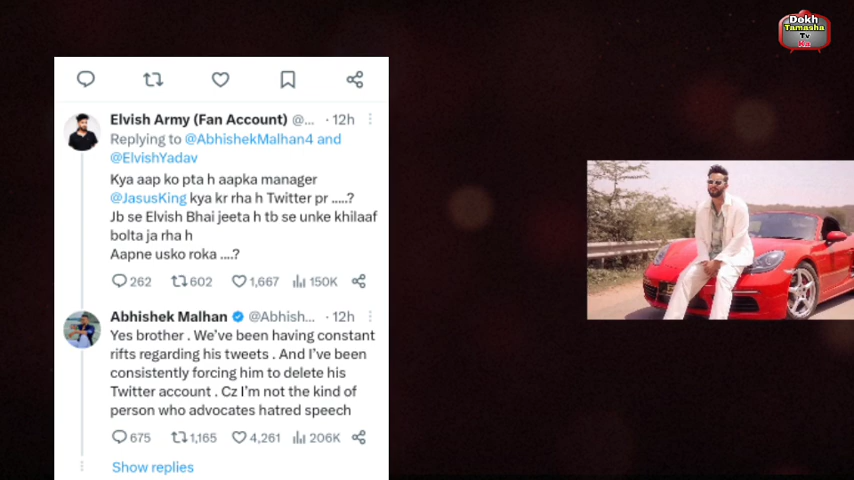 Dokh
Tamasha
Tv
Ka
Elvish Army (Fan Account) @... · 12h
Replying to @AbhishekMalhan4 and
@ElvishYadav
Kya aap ko pta h aapka manager
@JasusKing kya kr rha h Twitter pr .....?
Jb se Elvish Bhai jeeta h tb se unke khilaaf
bolta ja rha h
Aapne usko roka ....?
262 602 1,667 150K
Abhishek Malhan @Abhish... · 12h
Yes brother . We've been having constant
rifts regarding his tweets . And I've been
consistently forcing him to delete his
Twitter account . Cz I'm not the kind of
person who advocates hatred speech
675 1,165 4,261 206K
Show replies